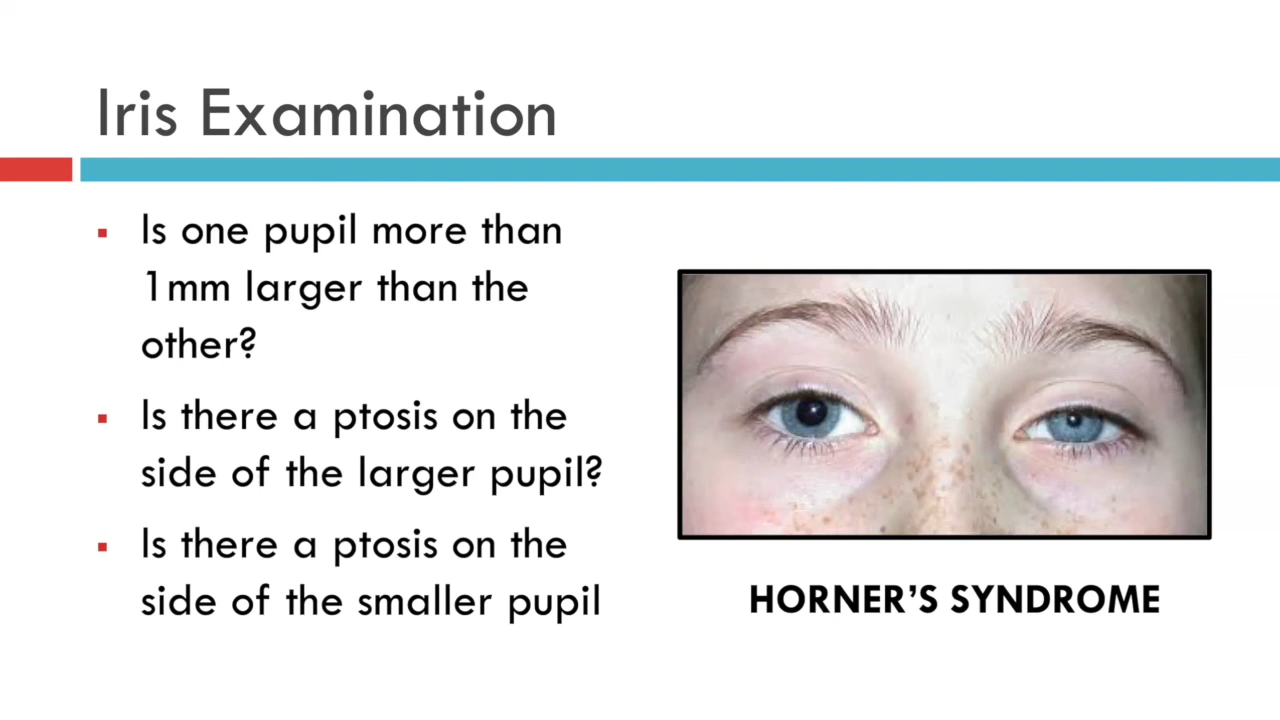 Iris Examination
▪ Is one pupil more than
1mm larger than the
other?
▪ Is there a ptosis on the
side of the larger pupil?
▪ Is there a ptosis on the
side of the smaller pupil
HORNER’S SYNDROME